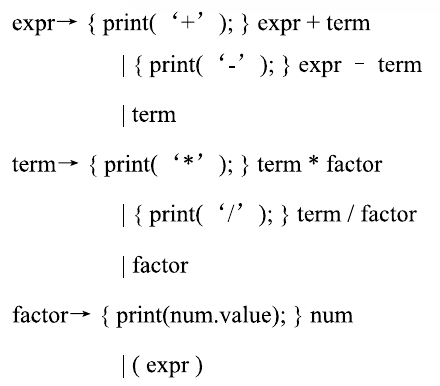 expr→ { print( ‘+’ ); } expr + term
| { print( ‘-’ ); } expr － term
| term
term→ { print( ‘*’ ); } term * factor
| { print( ‘/’ ); } term / factor
| factor
factor→ { print(num.value); } num
| ( expr )